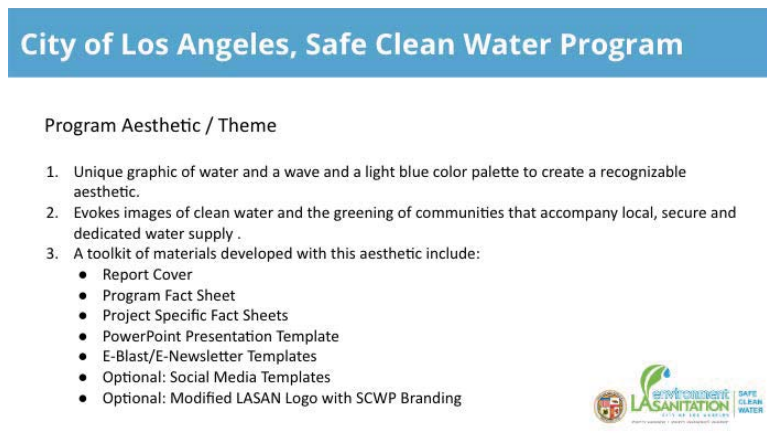 City of Los Angeles, Safe Clean Water Program
Program Aesthetic / Theme
1. Unique graphic of water and a wave and a light blue color palette to create a recognizable
aesthetic.
2. Evokes images of clean water and the greening of communities that accompany local, secure and
dedicated water supply .
3. A toolkit of materials developed with this aesthetic include:
● Report Cover
● Program Fact Sheet
● Project Specific Fact Sheets
● PowerPoint Presentation Template
● E-Blast/E-Newsletter Templates
● Optional: Social Media Templates
● Optional: Modified LASAN Logo with SCWP Branding
environment
LASANITATION
CITY OF LOS ANGELES
SAFE
CLEAN
WATER